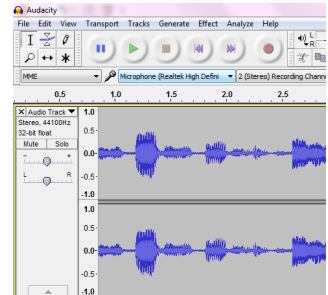 Audacity
File Edit View Transport Tracks Generate Effect Analyze Help
L
R
MME Microphone (Realtek High Defini 2 (Stereo) Recording Chann
0.5 1.0 1.5 2.0 2.5
X Audio Track 1.0
Stereo, 44100Hz
32-bit float 0.5
Mute Solo
- + 0.0
L R
-0.5
-1.0
1.0
0.5
0.0
-0.5
-1.0